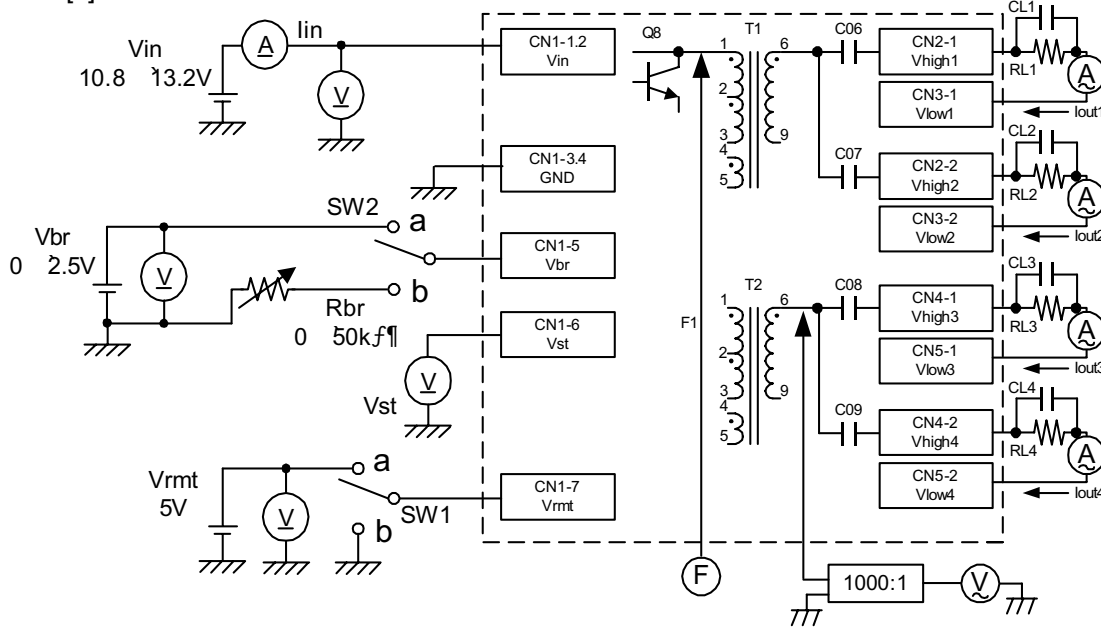 Iin
A
Vin
10.8 `13.2V
V
CN1-1.2
Vin
CN1-3.4
GND
SW2
a
b
Vbr
0 `2.5V
V
Rbr
0 50kƒ¶
CN1-5
Vbr
CN1-6
Vst
V
Vst
Vrmt
5V
V
a
SW1
b
CN1-7
Vrmt
Q8
T1
1
2
3
4
5
6
9
F1
F
T2
1
2
3
4
5
6
9
C06
CN2-1
Vhigh1
CL1
RL1
A
CN3-1
Vlow1
Iout1
C07
CN2-2
Vhigh2
CL2
RL2
A
CN3-2
Vlow2
Iout2
C08
CN4-1
Vhigh3
CL3
RL3
A
CN5-1
Vlow3
Iout3
C09
CN4-2
Vhigh4
CL4
RL4
A
CN5-2
Vlow4
Iout4
1000:1
V